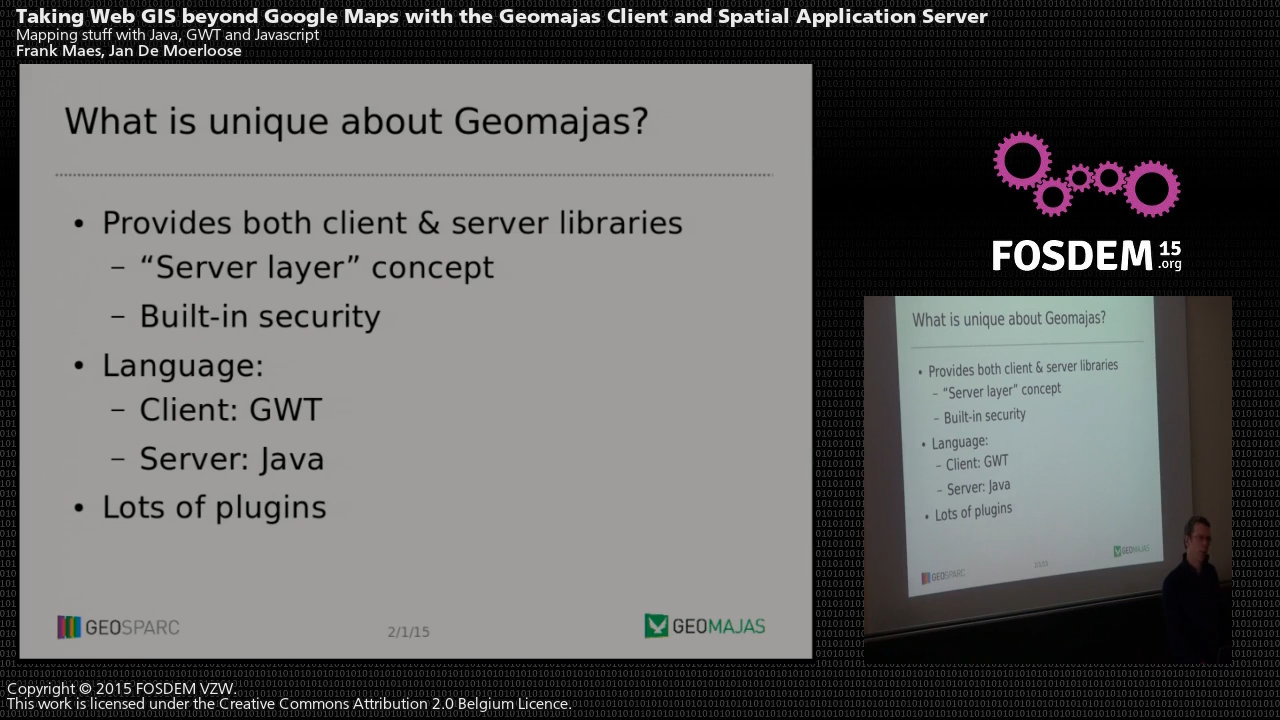 Taking Web GIS beyond Google Maps with the Geomajas Client and Spatial Application Server
Mapping stuff with Java, GWT and Javascript
Frank Maes, Jan De Moerloose
What is unique about Geomajas?
• Provides both client & server libraries
– “Server layer” concept
– Built-in security
• Language:
– Client: GWT
– Server: Java
• Lots of plugins
GEOSPARC
2/1/15
GEOMAJAS
FOSDEM 15
.org
What is unique about Geomajas?
• Provides both client & server libraries
– “Server layer” concept
– Built-in security
• Language:
– Client: GWT
– Server: Java
• Lots of plugins
GEOSPARC
2/1/15
GEOMAJAS
Copyright © 2015 FOSDEM VZW.
This work is licensed under the Creative Commons Attribution 2.0 Belgium Licence.